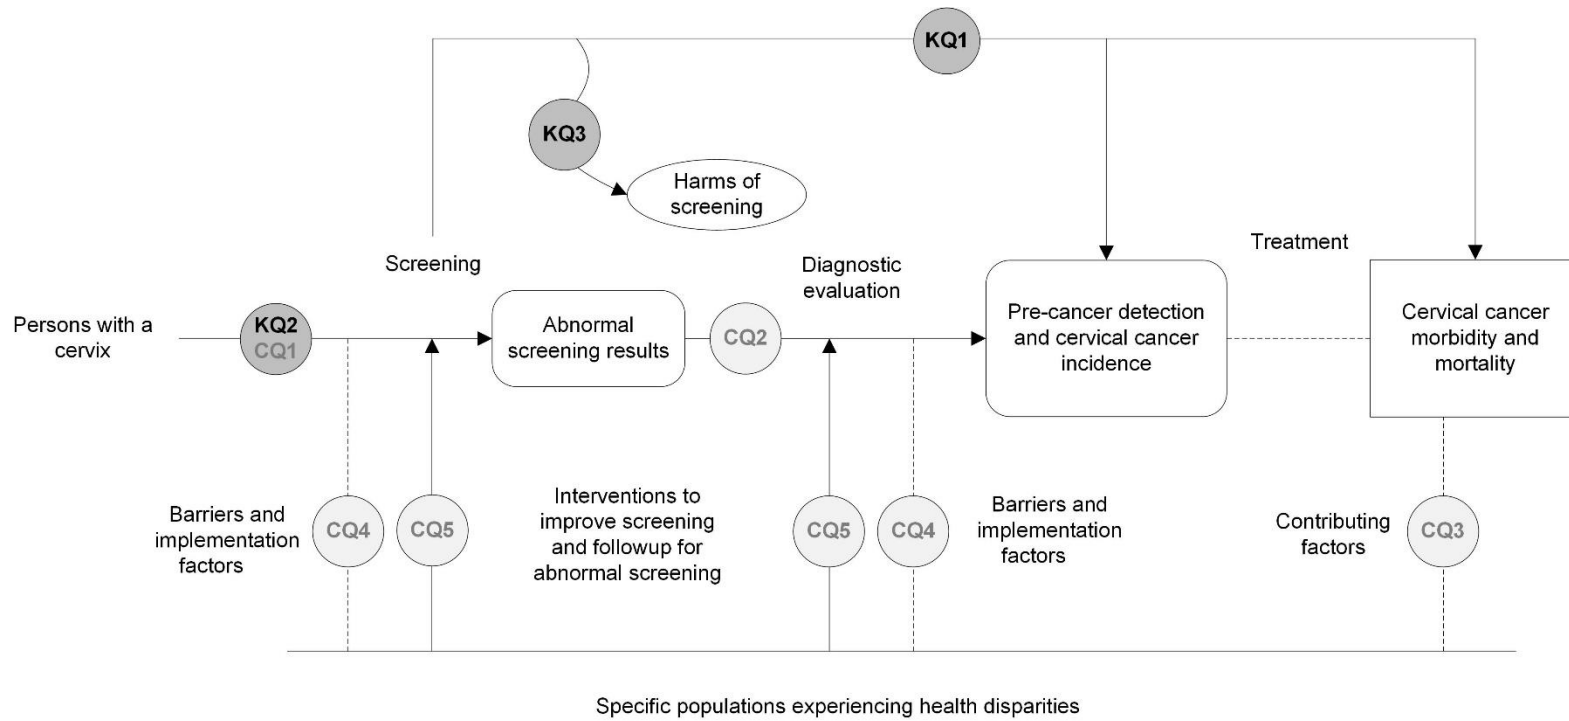 KQ1
KQ3
Harms of
screening
Screening
Diagnostic
evaluation
Treatment
Persons with a
cervix
KQ2
CQ1
Abnormal
screening results
CQ2
Pre-cancer detection
and cervical cancer
incidence
Cervical cancer
morbidity and
mortality
Barriers and
implementation
factors
CQ4
CQ5
Interventions to
improve screening
and followup for
abnormal screening
CQ5
CQ4
Barriers and
implementation
factors
Contributing
factors
CQ3
Specific populations experiencing health disparities